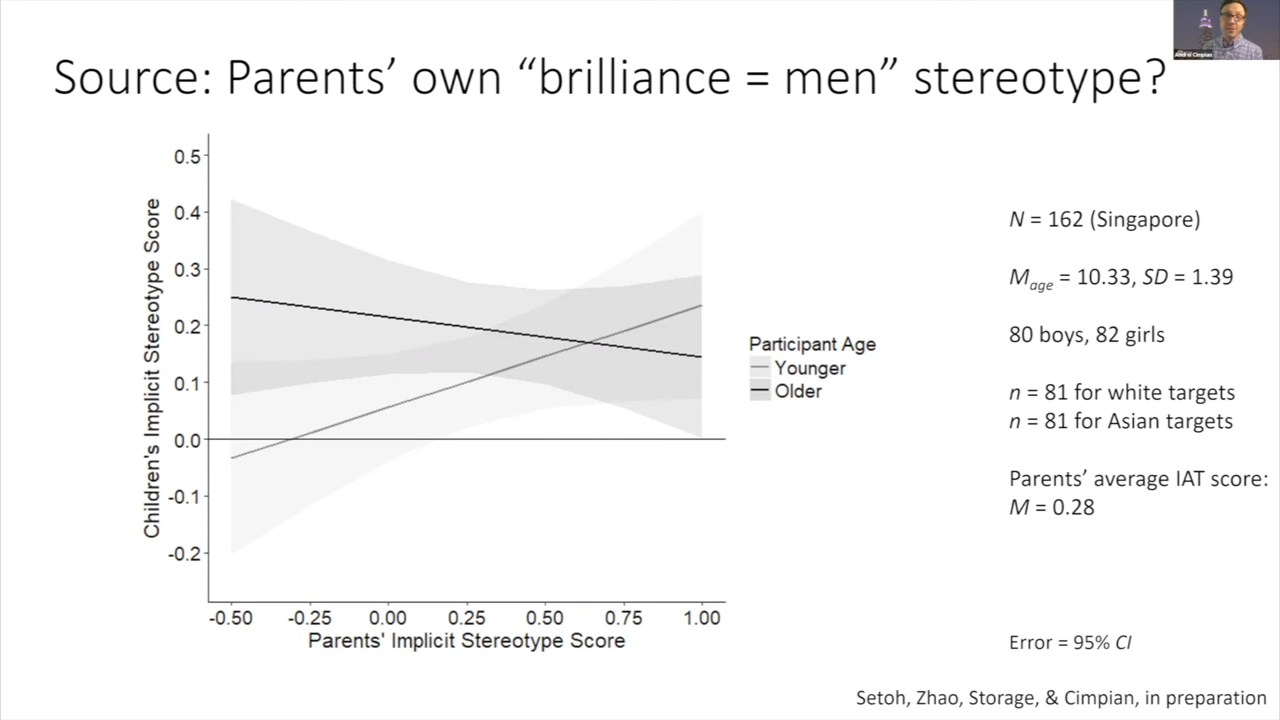 Andrei Cimpian
Source: Parents’ own “brilliance = men” stereotype?
Children's Implicit Stereotype Score
0.5
0.4
0.3
0.2
0.1
0.0
-0.1
-0.2
-0.50 -0.25 0.00 0.25 0.50 0.75 1.00
Parents' Implicit Stereotype Score
Participant Age
Younger
Older
N = 162 (Singapore)
Mage = 10.33, SD = 1.39
80 boys, 82 girls
n = 81 for white targets
n = 81 for Asian targets
Parents’ average IAT score:
M = 0.28
Error = 95% CI
Setoh, Zhao, Storage, & Cimpian, in preparation